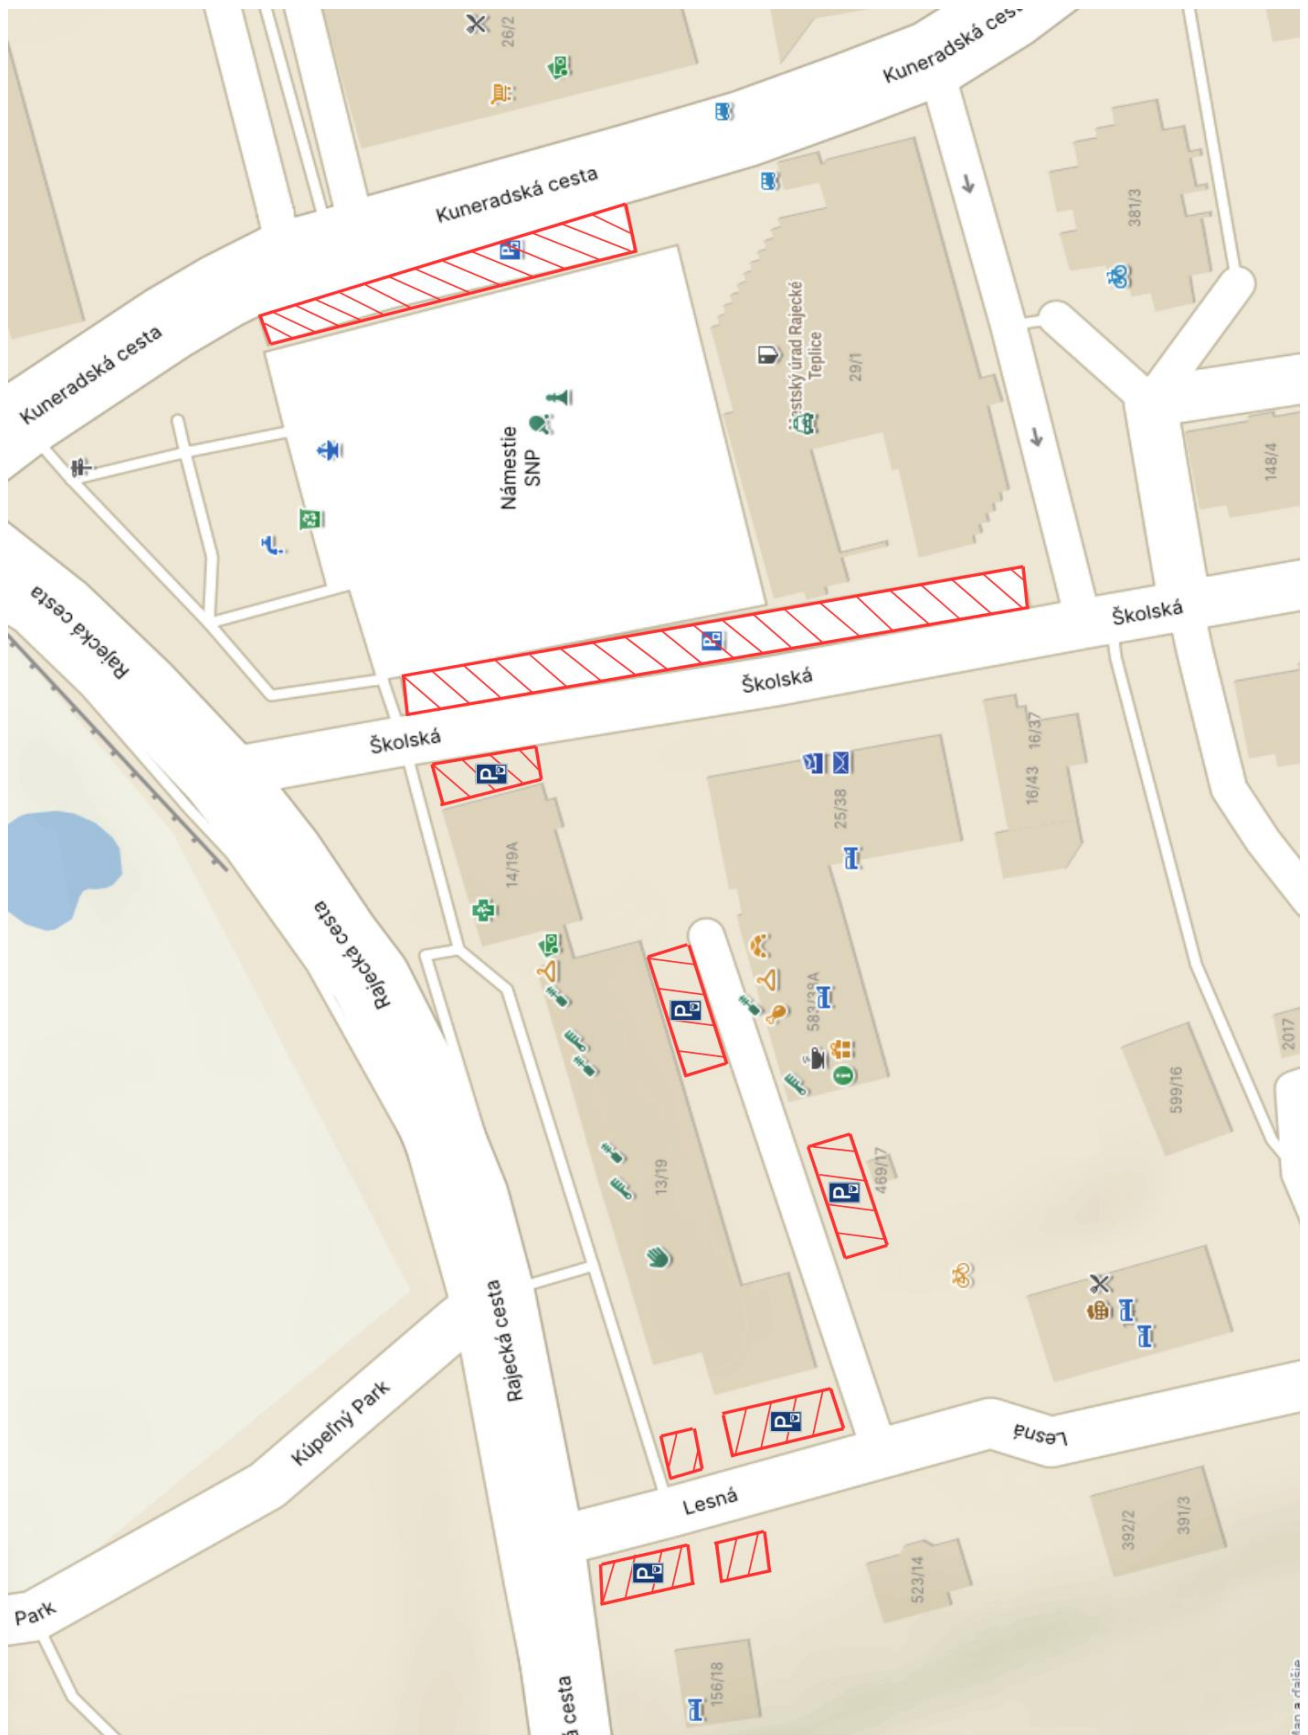 26/2
Kuneradská cesta
Kuneradská cesta
Kuneradská cesta
381/3
Mestský úrad Rajecké
Teplice
29/1
Námestie
SNP
148/4
Rajecká cesta
Školská
Školská
Školská
16/37
16/43
25/38
14/19A
Rajecká cesta
583/38A
2017
599/16
469/17
13/19
Rajecká cesta
Kúpeľný Park
Lesná
Lesná
392/2
391/3
523/14
Park
156/18
á cesta